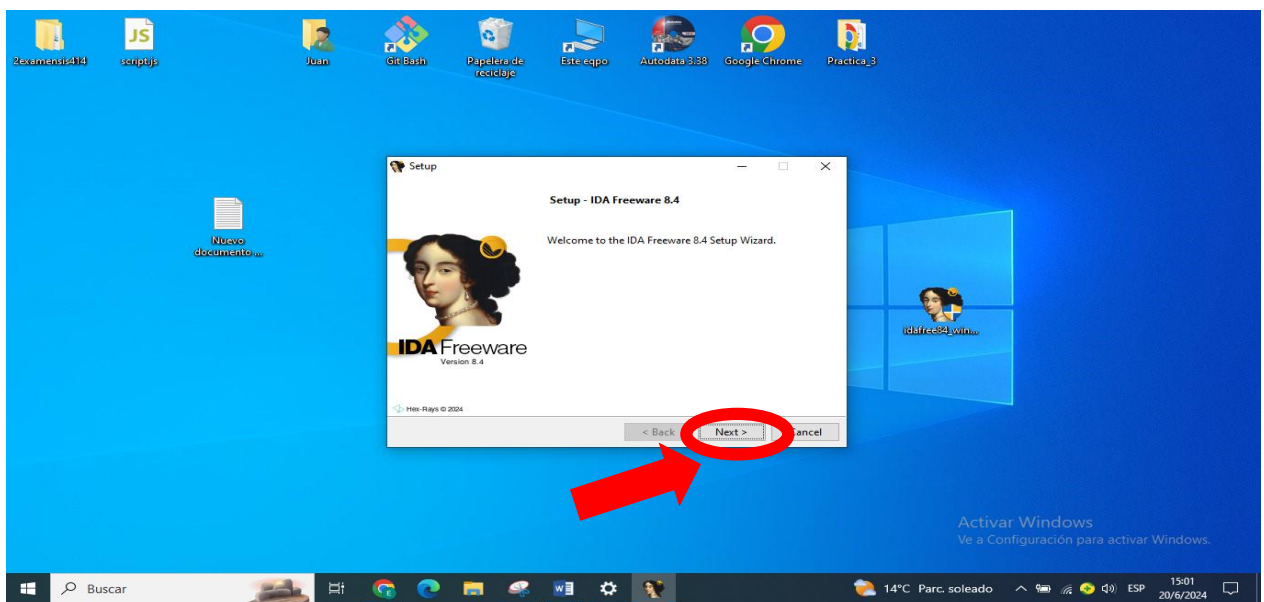 JS
2examensis414
scriptijs
Juan
Git Bash
Papelera de
reciclaje
Este eqpo
Autodata 3.38
Google Chrome
Practica_3
Setup
Setup - IDA Freeware 8.4
Welcome to the IDA Freeware 8.4 Setup Wizard.
Nuevo
documento ...
idafree84_win...
IDA Freeware
Version 8.4
Hex-Rays © 2024
< Back
Next >
Cancel
Activar Windows
Ve a Configuración para activar Windows.
Buscar
14°C Parc. soleado
ESP
15:01
20/6/2024